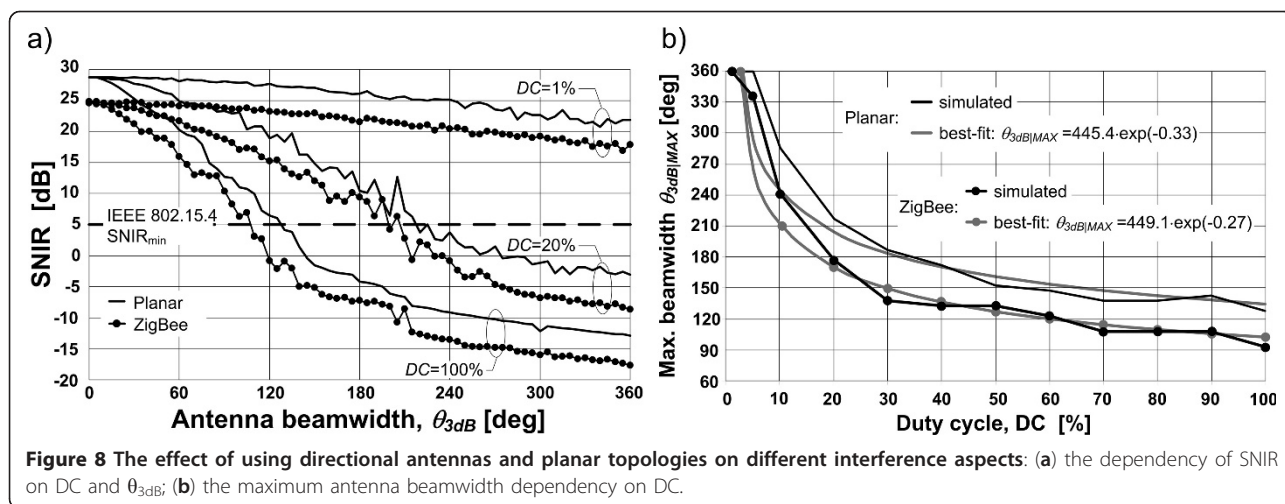 a)
30
25
20
15
10
5
0
-5
-10
-15
-20
SNIR [dB]
DC=1%
IEEE 802.15.4
SNIRmin
DC=20%
Planar
ZigBee
DC=100%
0 60 120 180 240 300 360
Antenna beamwidth, θ3dB [deg]
b)
360
330
300
270
240
210
180
150
120
90
60
Max. beamwidth θ3dB|MAX [deg]
simulated
Planar:
best-fit: θ3dB|MAX =445.4·exp(-0.33)
simulated
ZigBee:
best-fit: θ3dB|MAX =449.1·exp(-0.27)
0 10 20 30 40 50 60 70 80 90 100
Duty cycle, DC [%]
Figure 8 The effect of using directional antennas and planar topologies on different interference aspects: (a) the dependency of SNIR
on DC and θ3dB; (b) the maximum antenna beamwidth dependency on DC.